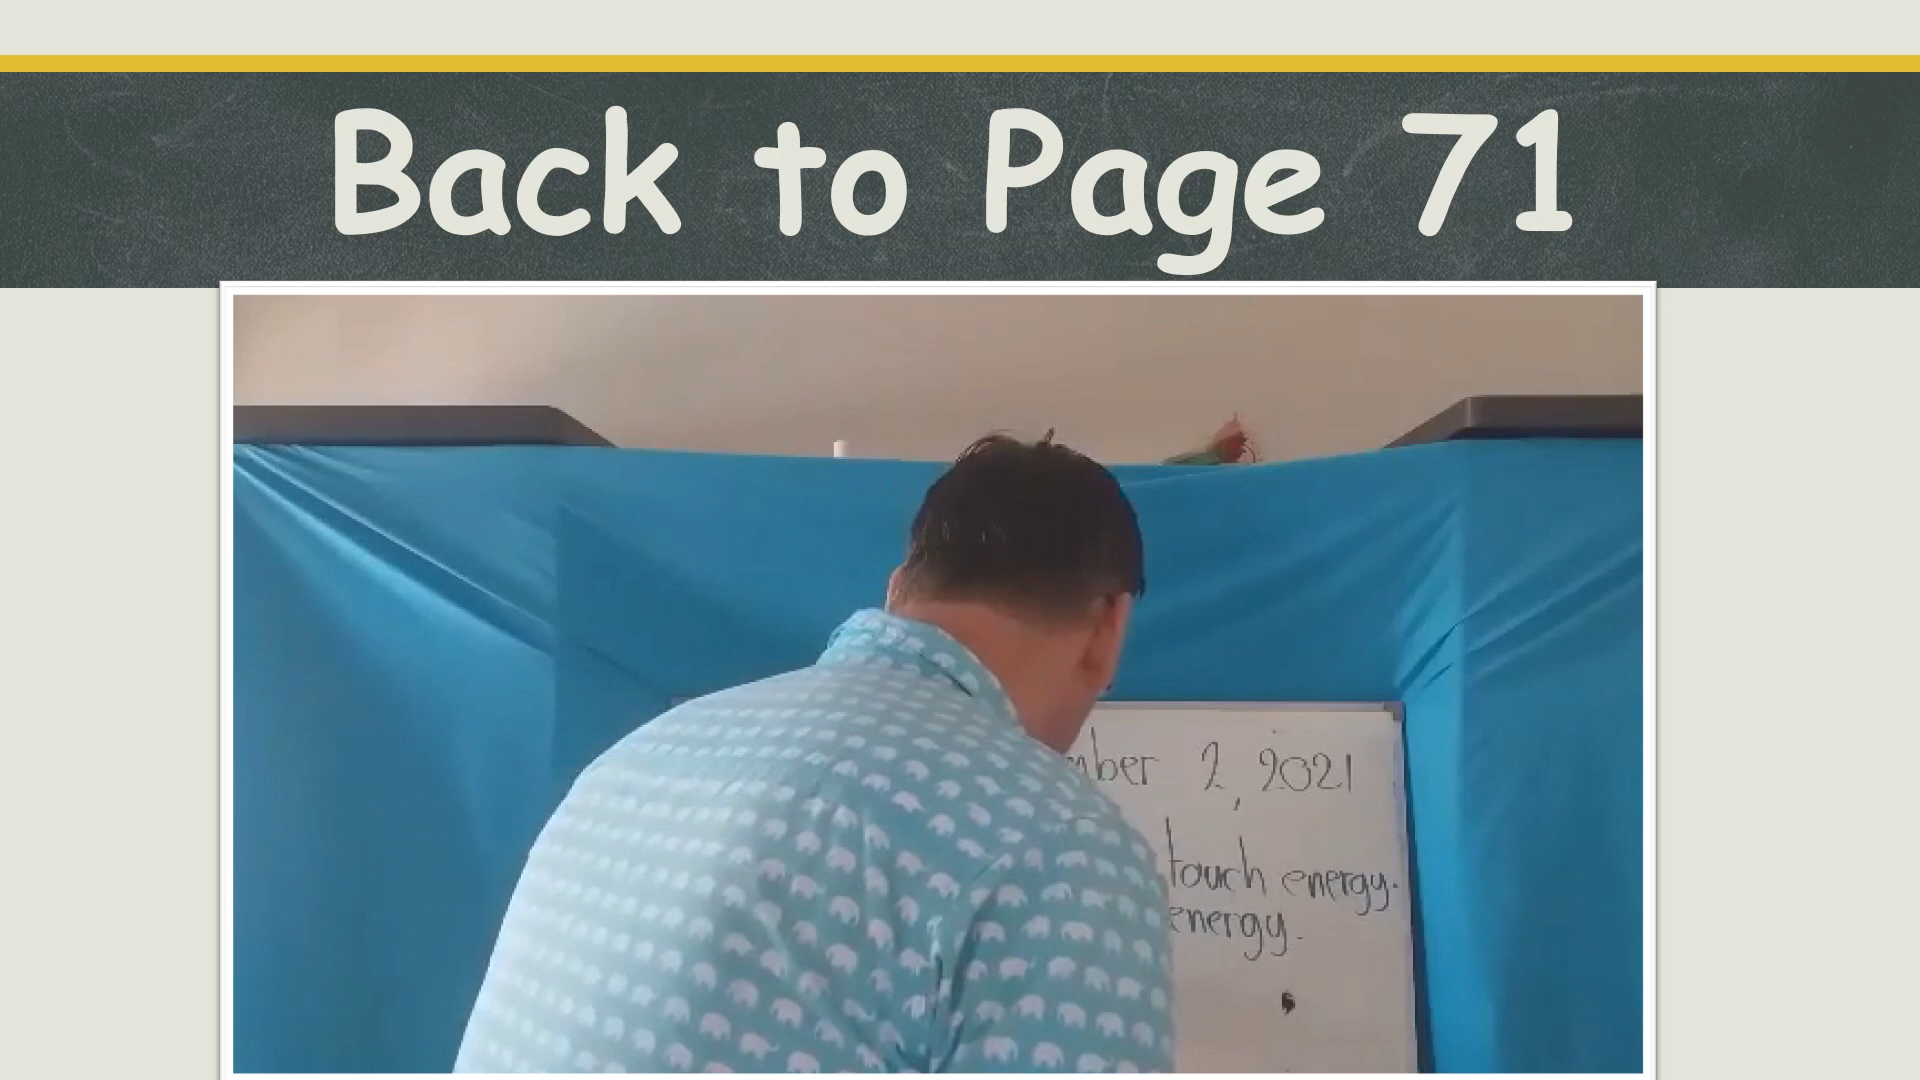 Back to Page 71
mber 2, 2021
touch energy.
energy.